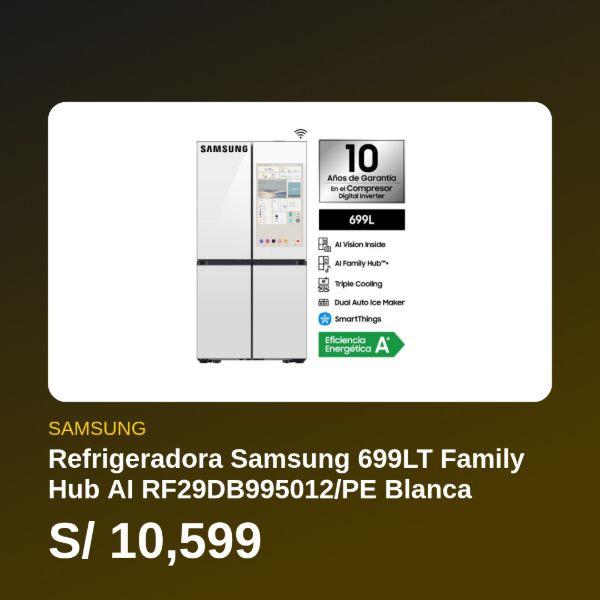 SAMSUNG
10
Años de Garantía
En el Compresor
Digital Inverter
699L
AI Vision Inside
AI Family Hub™+
Triple Cooling
Dual Auto Ice Maker
SmartThings
Eficiencia
Energética A*
SAMSUNG
Refrigeradora Samsung 699LT Family
Hub AI RF29DB995012/PE Blanca
S/ 10,599